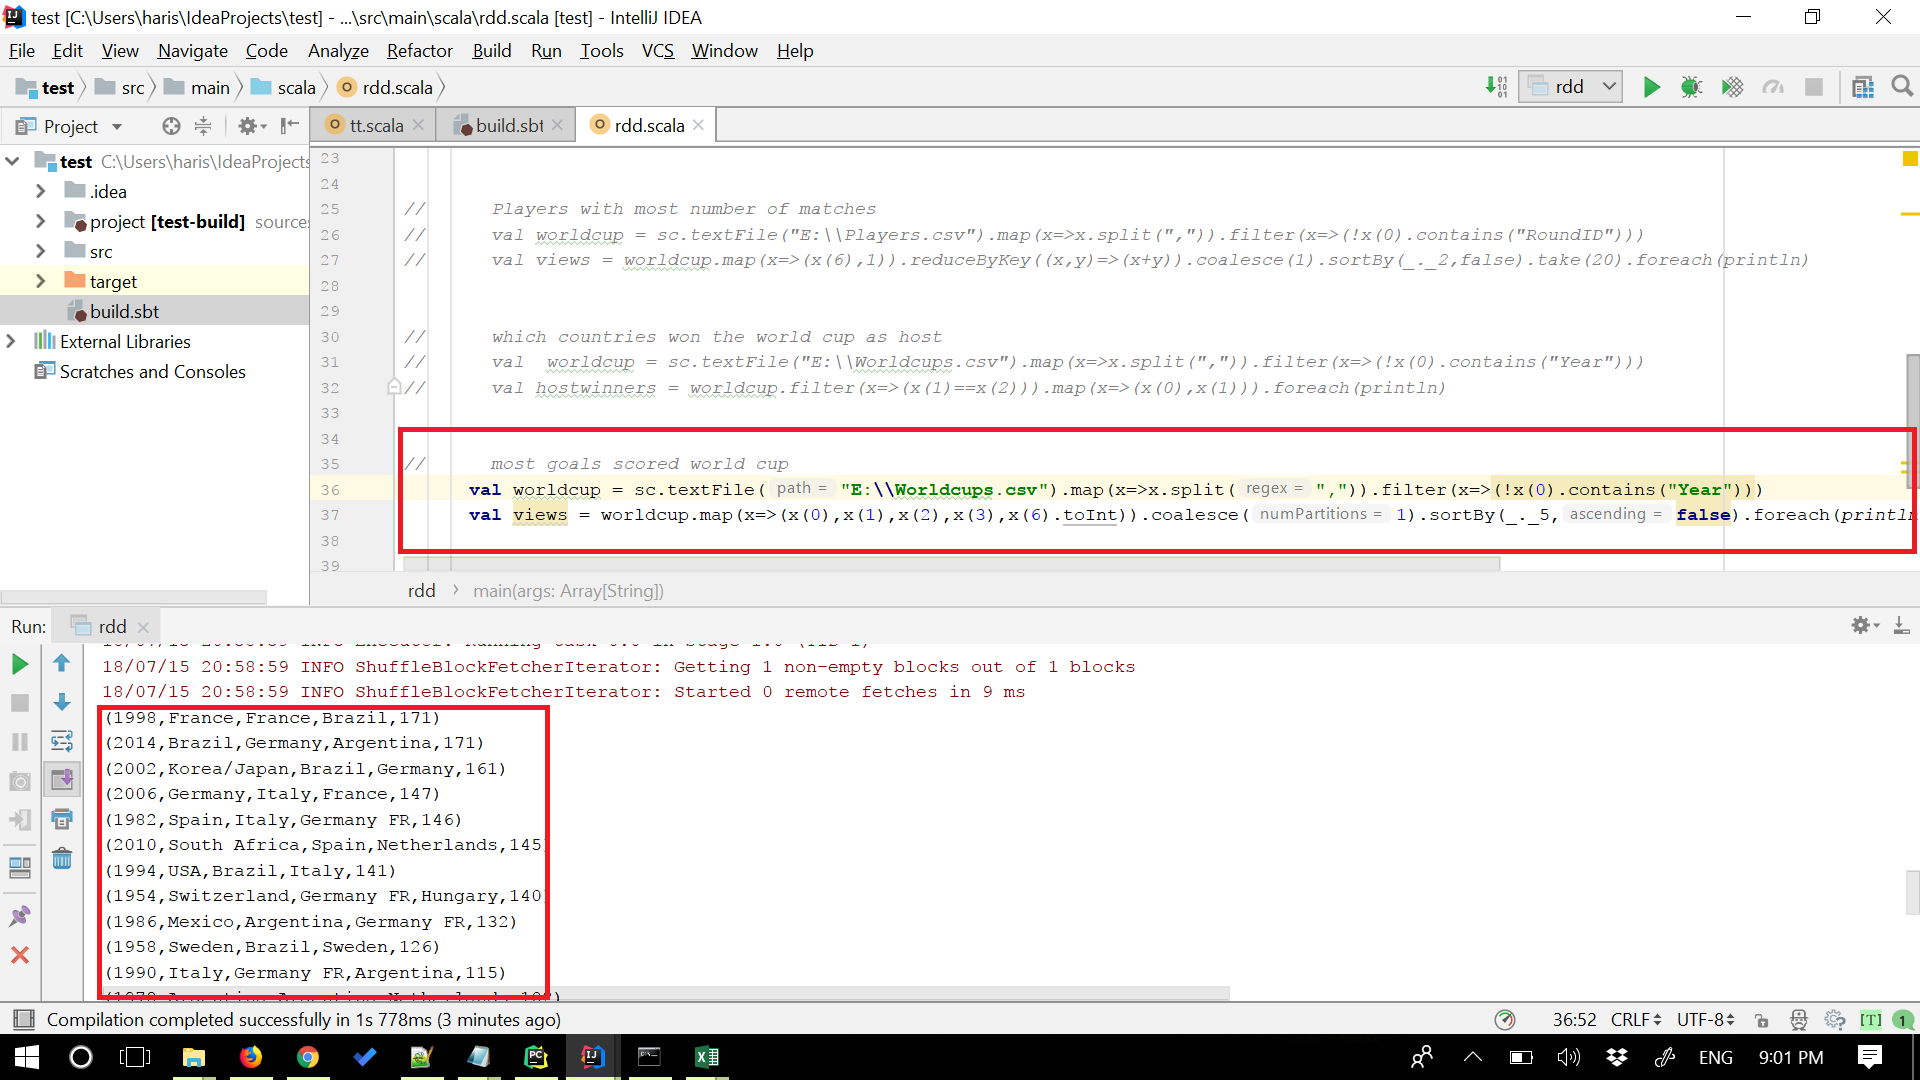 test [C:\Users\haris\IdeaProjects\test] - ...\src\main\scala\rdd.scala [test] - IntelliJ IDEA
File Edit View Navigate Code Analyze Refactor Build Run Tools VCS Window Help
test src main scala rdd.scala
rdd
Project
tt.scala build.sbt rdd.scala
test C:\Users\haris\IdeaProjects
.idea
project [test-build] sources
src
target
build.sbt
External Libraries
Scratches and Consoles
23
24
25 // Players with most number of matches
26 // val worldcup = sc.textFile("E:\\Players.csv").map(x=>x.split(",")).filter(x=>(!x(0).contains("RoundID")))
27 // val views = worldcup.map(x=>(x(6),1)).reduceByKey((x,y)=>(x+y)).coalesce(1).sortBy(_._2,false).take(20).foreach(println)
28
29
30 // which countries won the world cup as host
31 // val worldcup = sc.textFile("E:\\Worldcups.csv").map(x=>x.split(",")).filter(x=>(!x(0).contains("Year")))
32 // val hostwinners = worldcup.filter(x=>(x(1)==x(2))).map(x=>(x(0),x(1))).foreach(println)
33
34
35 // most goals scored world cup
36 val worldcup = sc.textFile( path = "E:\\Worldcups.csv").map(x=>x.split( regex = ",")).filter(x=>(!x(0).contains("Year")))
37 val views = worldcup.map(x=>(x(0),x(1),x(2),x(3),x(6).toInt)).coalesce( numPartitions = 1).sortBy(_._5, ascending = false).foreach(println
38
39
rdd › main(args: Array[String])
Run: rdd
18/07/15 20:58:59 INFO ShuffleBlockFetcherIterator: Getting 1 non-empty blocks out of 1 blocks
18/07/15 20:58:59 INFO ShuffleBlockFetcherIterator: Started 0 remote fetches in 9 ms
(1998,France,France,Brazil,171)
(2014,Brazil,Germany,Argentina,171)
(2002,Korea/Japan,Brazil,Germany,161)
(2006,Germany,Italy,France,147)
(1982,Spain,Italy,Germany FR,146)
(2010,South Africa,Spain,Netherlands,145)
(1994,USA,Brazil,Italy,141)
(1954,Switzerland,Germany FR,Hungary,140)
(1986,Mexico,Argentina,Germany FR,132)
(1958,Sweden,Brazil,Sweden,126)
(1990,Italy,Germany FR,Argentina,115)
Compilation completed successfully in 1s 778ms (3 minutes ago)
36:52 CRLF UTF-8 [T] 1
ENG 9:01 PM